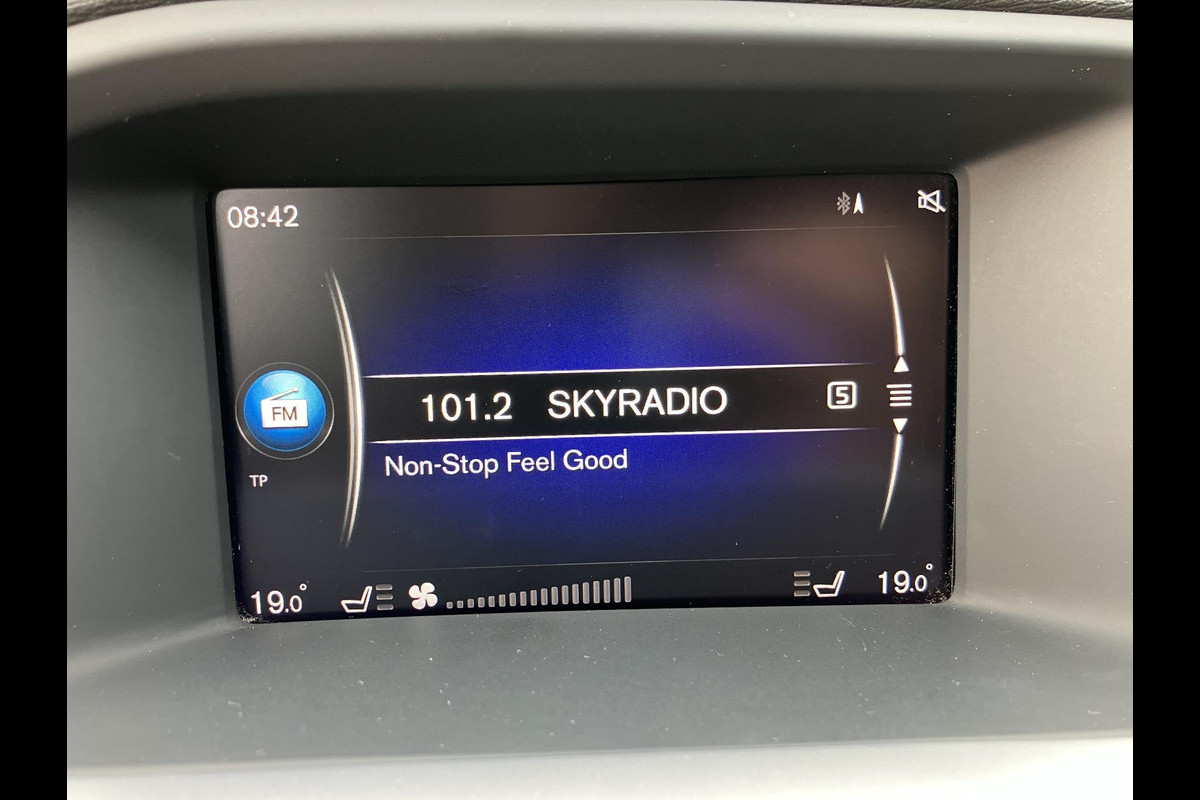 08:42
101.2 SKYRADIO 5
FM
Non-Stop Feel Good
TP
19.0° 19.0°